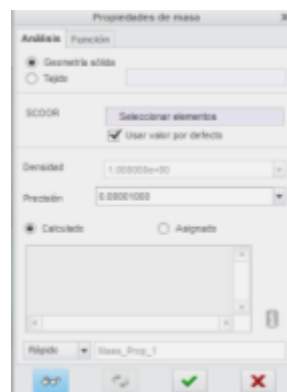 Propiedades de masa
Análisis Función
Geometría sólida
Tejido
SCOOR
Seleccionar elementos
Usar valor por defecto
Densidad 1.000000e+00
Precisión 0.00001000
Calculado Asignado
Rápido Mass_Prop_1